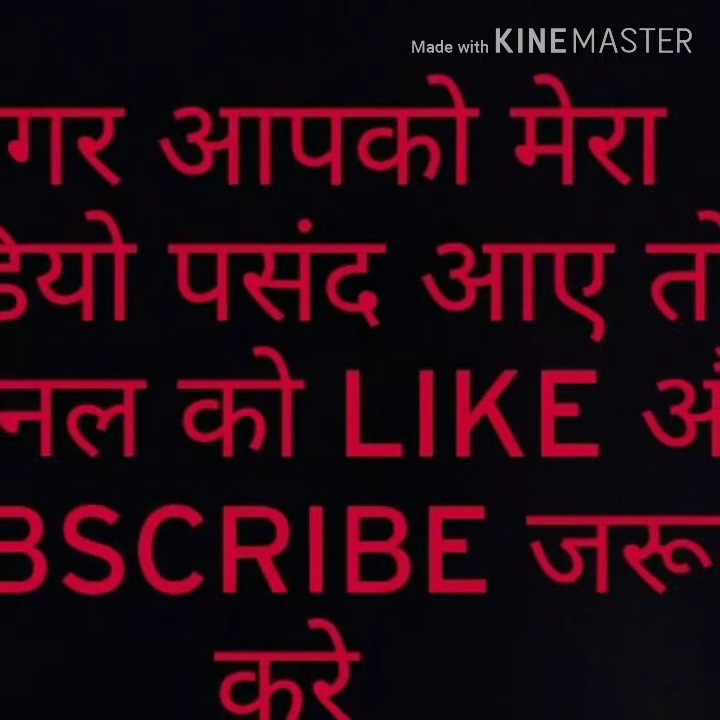 Made with KINEMASTER
गर आपको मेरा
डियो पसंद आए तो
नल को LIKE औ
BSCRIBE जरू
करे